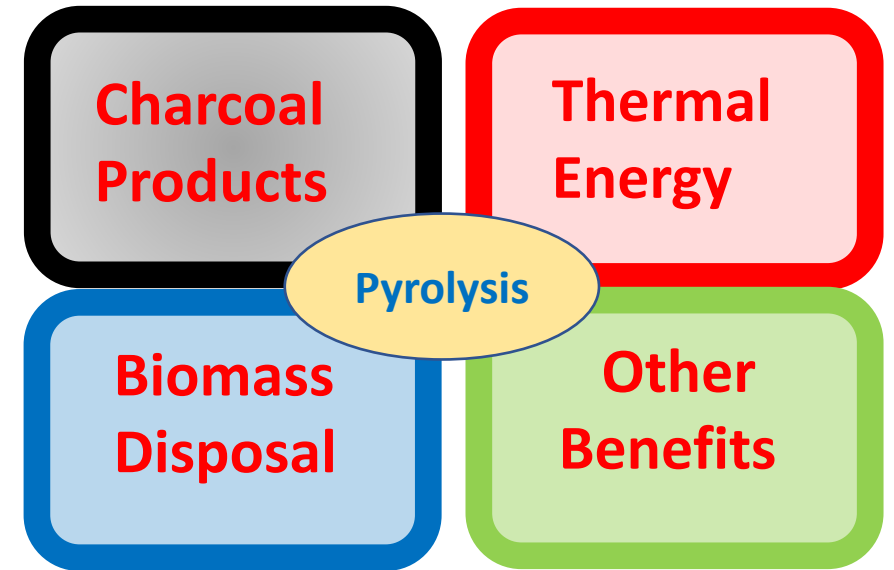 Charcoal
Products
Thermal
Energy
Pyrolysis
Biomass
Disposal
Other
Benefits